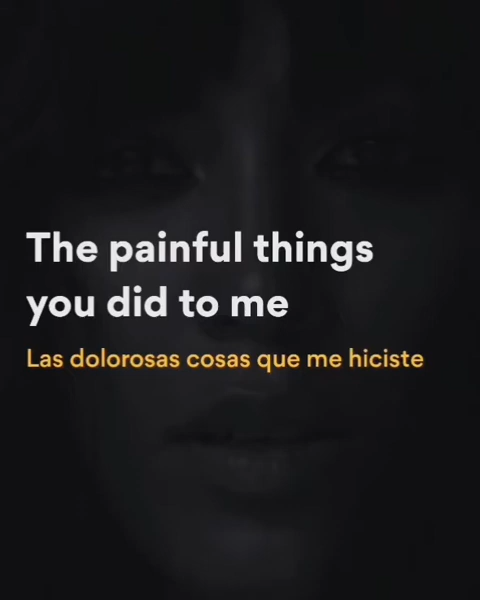 The painful things
you did to me
Las dolorosas cosas que me hiciste